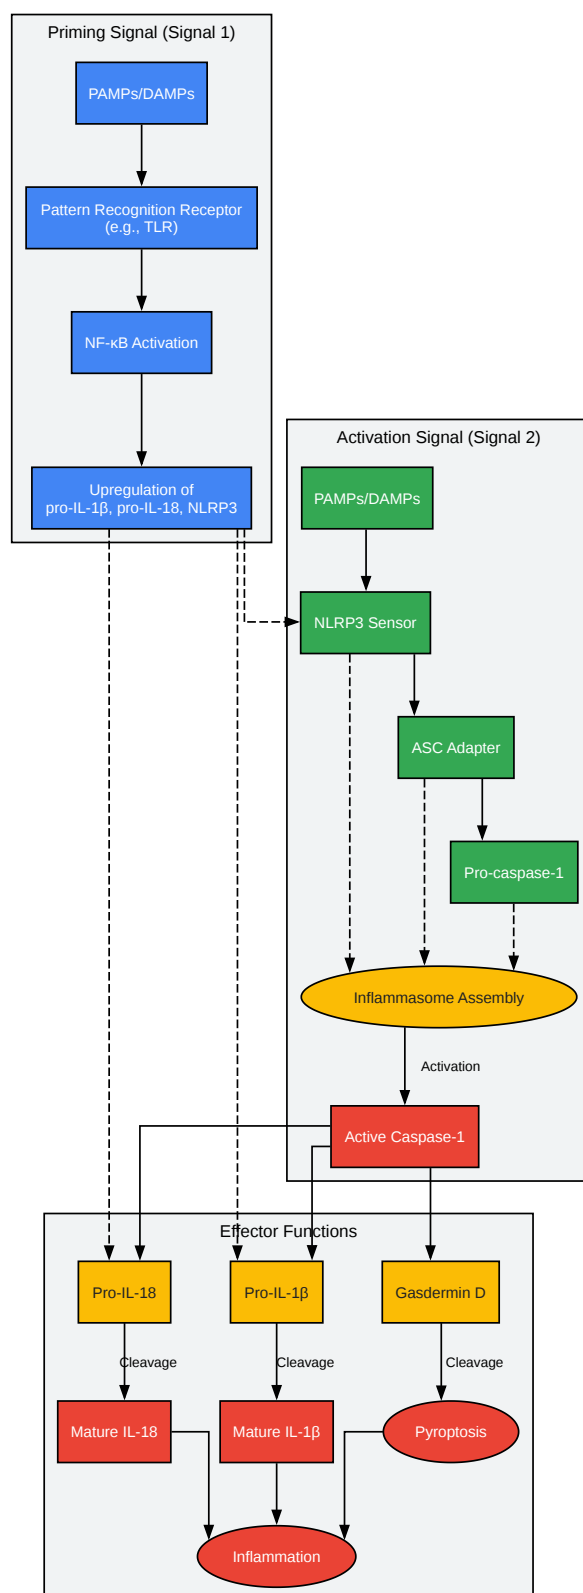 Priming Signal (Signal 1)
PAMPs/DAMPs
Pattern Recognition Receptor
(e.g., TLR)
NF-κB Activation
Upregulation of
pro-IL-1β, pro-IL-18, NLRP3
Activation Signal (Signal 2)
PAMPs/DAMPs
NLRP3 Sensor
ASC Adapter
Pro-caspase-1
Inflammasome Assembly
Activation
Active Caspase-1
Effector Functions
Pro-IL-18
Pro-IL-1β
Gasdermin D
Cleavage
Cleavage
Cleavage
Mature IL-18
Mature IL-1β
Pyroptosis
Inflammation